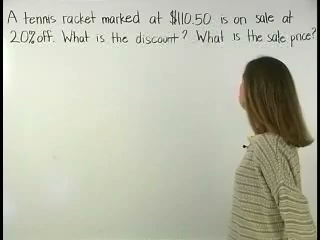 A tennis racket marked at $110.50 is on sale at
20% off. What is the discount? What is the sale price?